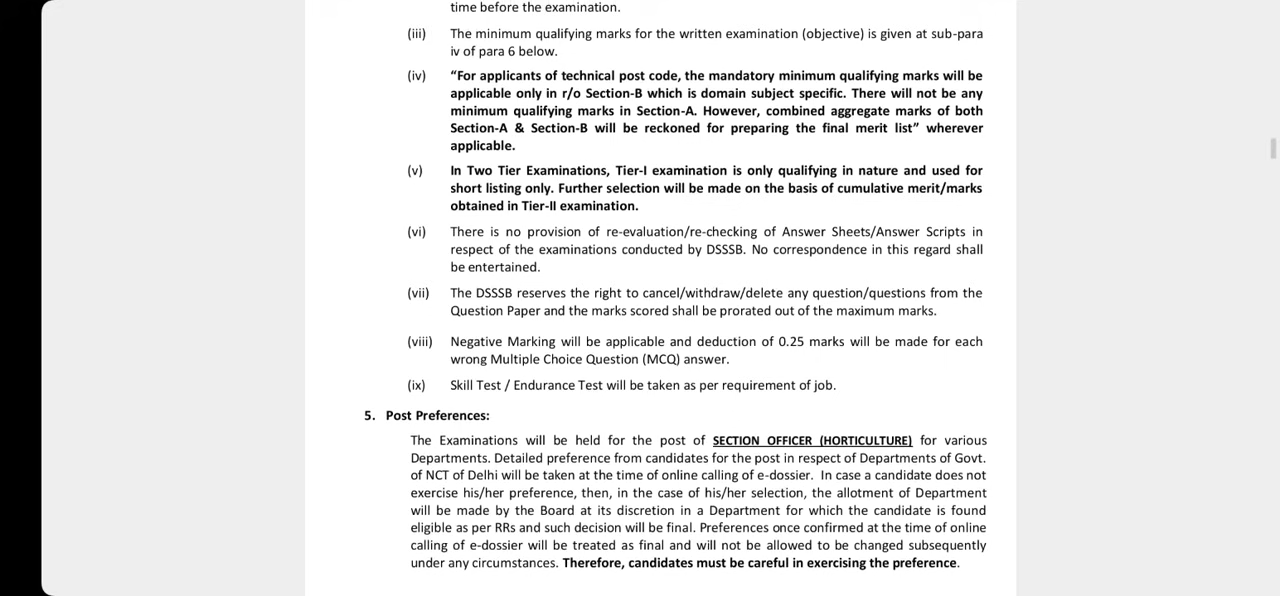 time before the examination.
(iii) The minimum qualifying marks for the written examination (objective) is given at sub-para
iv of para 6 below.
(iv) “For applicants of technical post code, the mandatory minimum qualifying marks will be
applicable only in r/o Section-B which is domain subject specific. There will not be any
minimum qualifying marks in Section-A. However, combined aggregate marks of both
Section-A & Section-B will be reckoned for preparing the final merit list” wherever
applicable.
(v) In Two Tier Examinations, Tier-I examination is only qualifying in nature and used for
short listing only. Further selection will be made on the basis of cumulative merit/marks
obtained in Tier-II examination.
(vi) There is no provision of re-evaluation/re-checking of Answer Sheets/Answer Scripts in
respect of the examinations conducted by DSSSB. No correspondence in this regard shall
be entertained.
(vii) The DSSSB reserves the right to cancel/withdraw/delete any question/questions from the
Question Paper and the marks scored shall be prorated out of the maximum marks.
(viii) Negative Marking will be applicable and deduction of 0.25 marks will be made for each
wrong Multiple Choice Question (MCQ) answer.
(ix) Skill Test / Endurance Test will be taken as per requirement of job.
5. Post Preferences:
The Examinations will be held for the post of SECTION OFFICER (HORTICULTURE) for various
Departments. Detailed preference from candidates for the post in respect of Departments of Govt.
of NCT of Delhi will be taken at the time of online calling of e-dossier. In case a candidate does not
exercise his/her preference, then, in the case of his/her selection, the allotment of Department
will be made by the Board at its discretion in a Department for which the candidate is found
eligible as per RRs and such decision will be final. Preferences once confirmed at the time of online
calling of e-dossier will be treated as final and will not be allowed to be changed subsequently
under any circumstances. Therefore, candidates must be careful in exercising the preference.